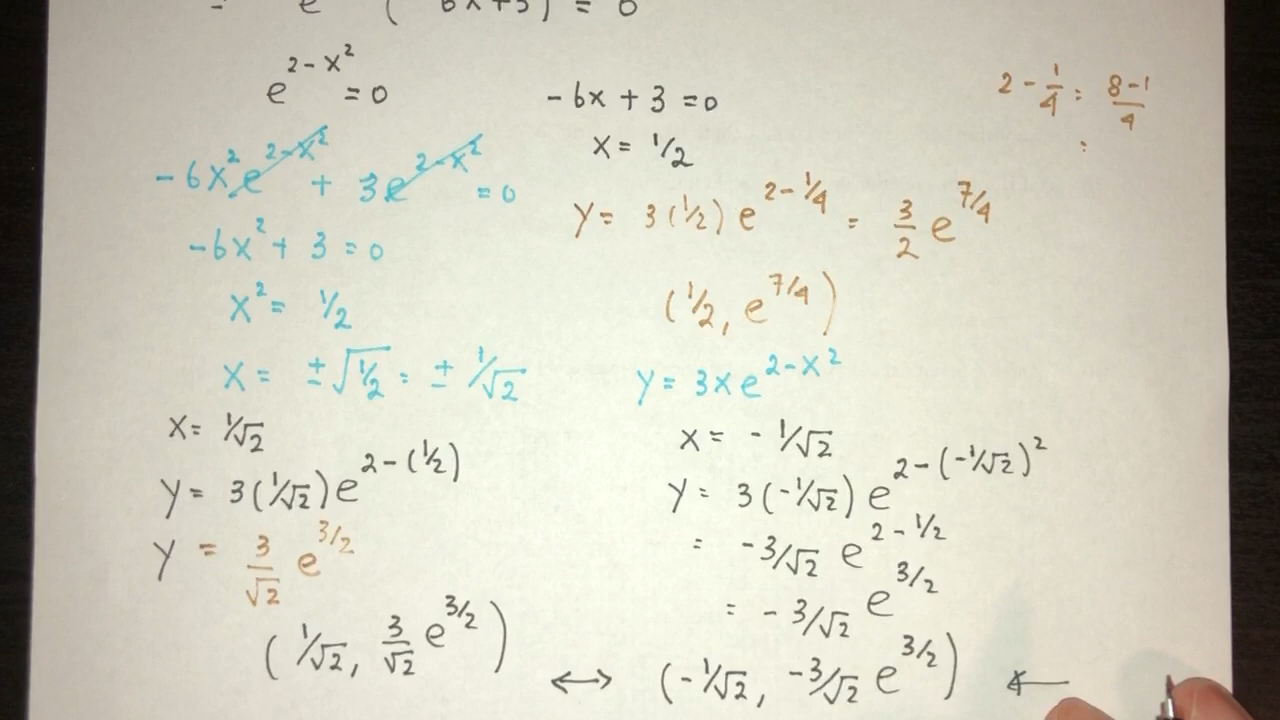 e ( 6x+3) = 0
e^{2-x^2} = 0
-6x^2 e^{2-x^2} + 3e^{2-x^2} = 0
-6x^2 + 3 = 0
x^2 = 1/2
x = ±√1/2 = ± 1/√2
x = 1/√2
y = 3(1/√2) e^{2-(1/2)}
y = 3/√2 e^{3/2}
(1/√2, 3/√2 e^{3/2})
-6x + 3 = 0
x = 1/2
y = 3(1/2) e^{2-1/4} = 3/2 e^{7/4}
(1/2, e^{7/4})
y = 3xe^{2-x^2}
x = -1/√2
y = 3(-1/√2) e^{2-(-1/√2)^2}
= -3/√2 e^{2-1/2}
= -3/√2 e^{3/2}
↔ (-1/√2, -3/√2 e^{3/2}) ←
2 - 1/4 = 8-1/4
=